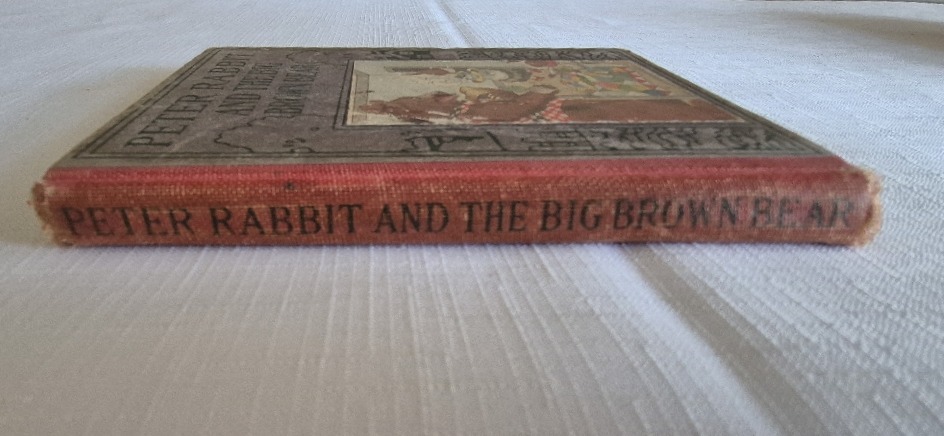 PETER RABBIT
AND THE BIG
BROWN BEAR
PETER RABBIT AND THE BIG BROWN BEAR